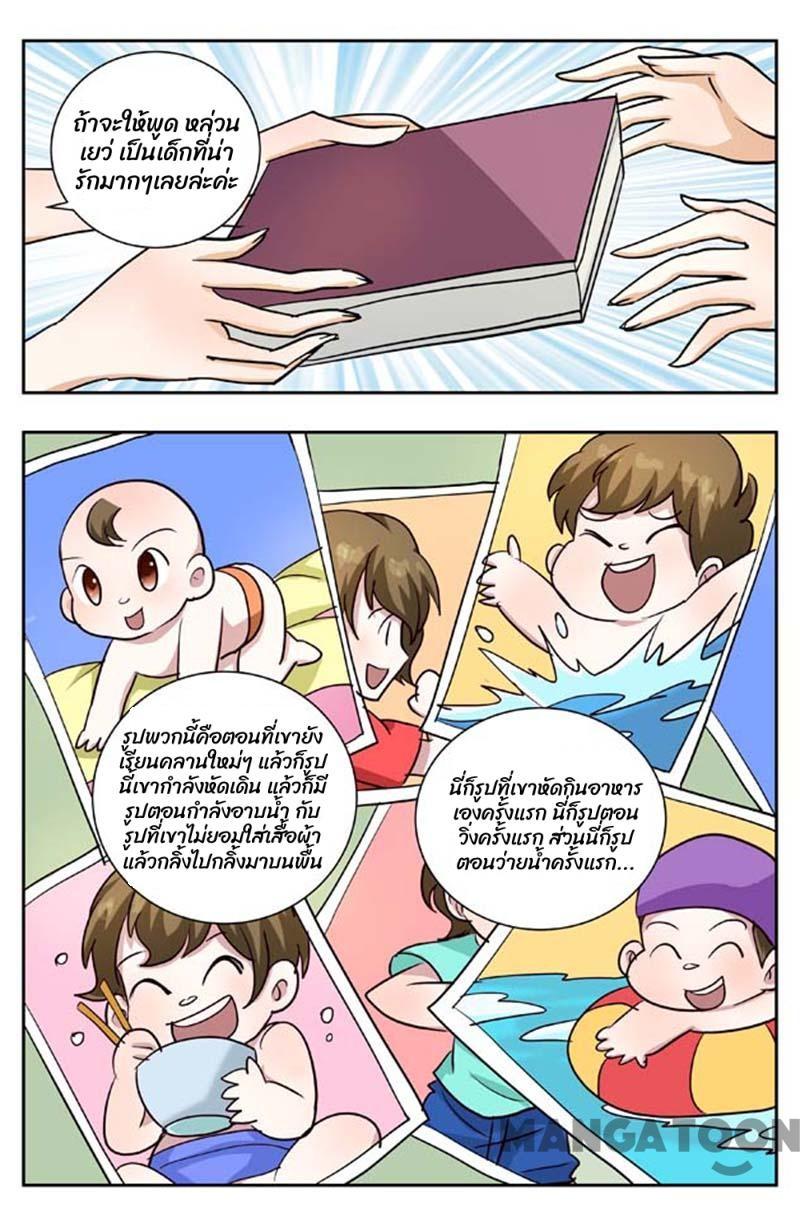 ถ้าจะให้พูด หล่วน
เยว่ เป็นเด็กที่น่า
รักมากๆเลยล่ะค่ะ
รูปพวกนี้คือตอนที่เขายัง
เรียนคลานใหม่ๆ แล้วก็รูป
นี้เขากำลังหัดเดิน แล้วก็มี
รูปตอนกำลังอาบน้ำ กับ
รูปที่เขาไม่ยอมใส่เสื้อผ้า
แล้วกลิ้งไปกลิ้งมาบนพื้น
นี่ก็รูปที่เขาหัดกินอาหาร
เองครั้งแรก นี่ก็รูปตอน
วิ่งครั้งแรก ส่วนนี่ก็รูป
ตอนว่ายน้ำครั้งแรก...
MANGATOON